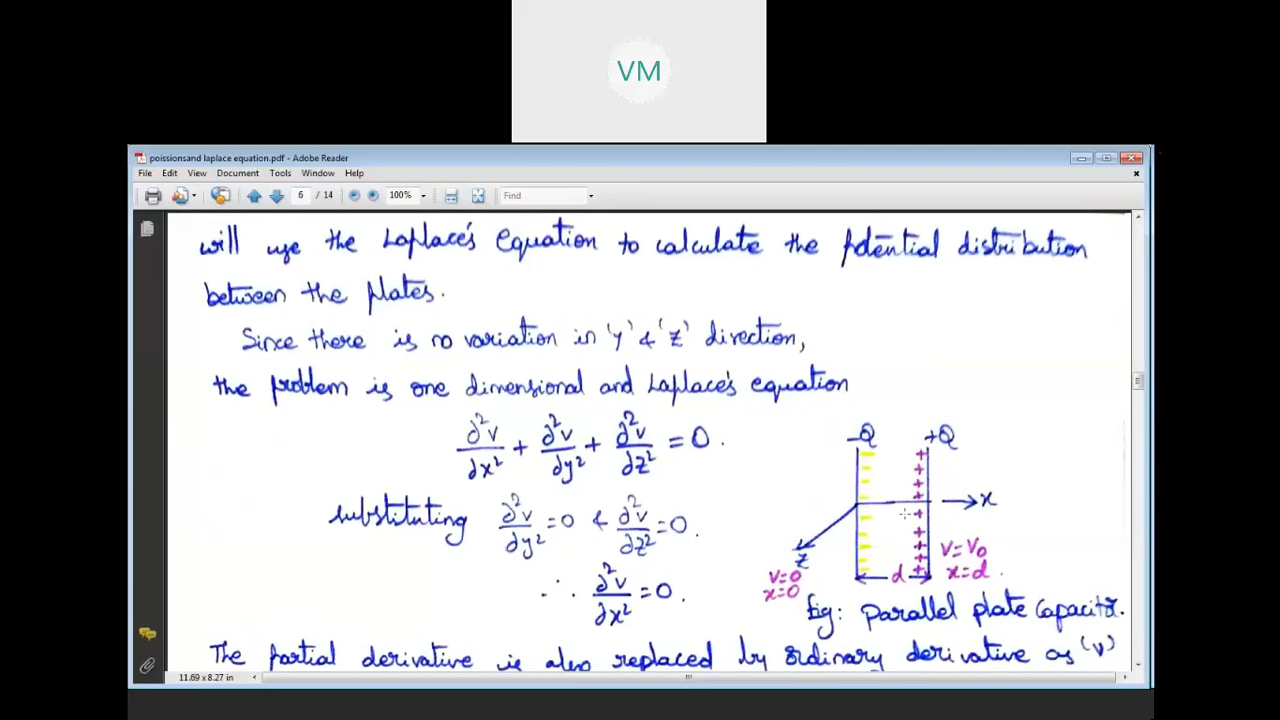 VM
poissionsand laplace equation.pdf - Adobe Reader
File Edit View Document Tools Window Help
6 / 14 100% Find
will use the Laplace's Equation to calculate the potential distribution
between the plates.
Since there is no variation in 'y' & 'z' direction,
the problem is one dimensional and Laplace's equation
∂²v/∂x² + ∂²v/∂y² + ∂²v/∂z² = 0.
substituting ∂²v/∂y² = 0 & ∂²v/∂z² = 0.
∴ ∂²v/∂x² = 0.
-Q +Q
x
z
V=0
x=0
d
V=V₀
x=d
Fig: Parallel plate Capacitor.
The partial derivative is also replaced by ordinary derivative as 'v'
11.69 x 8.27 in